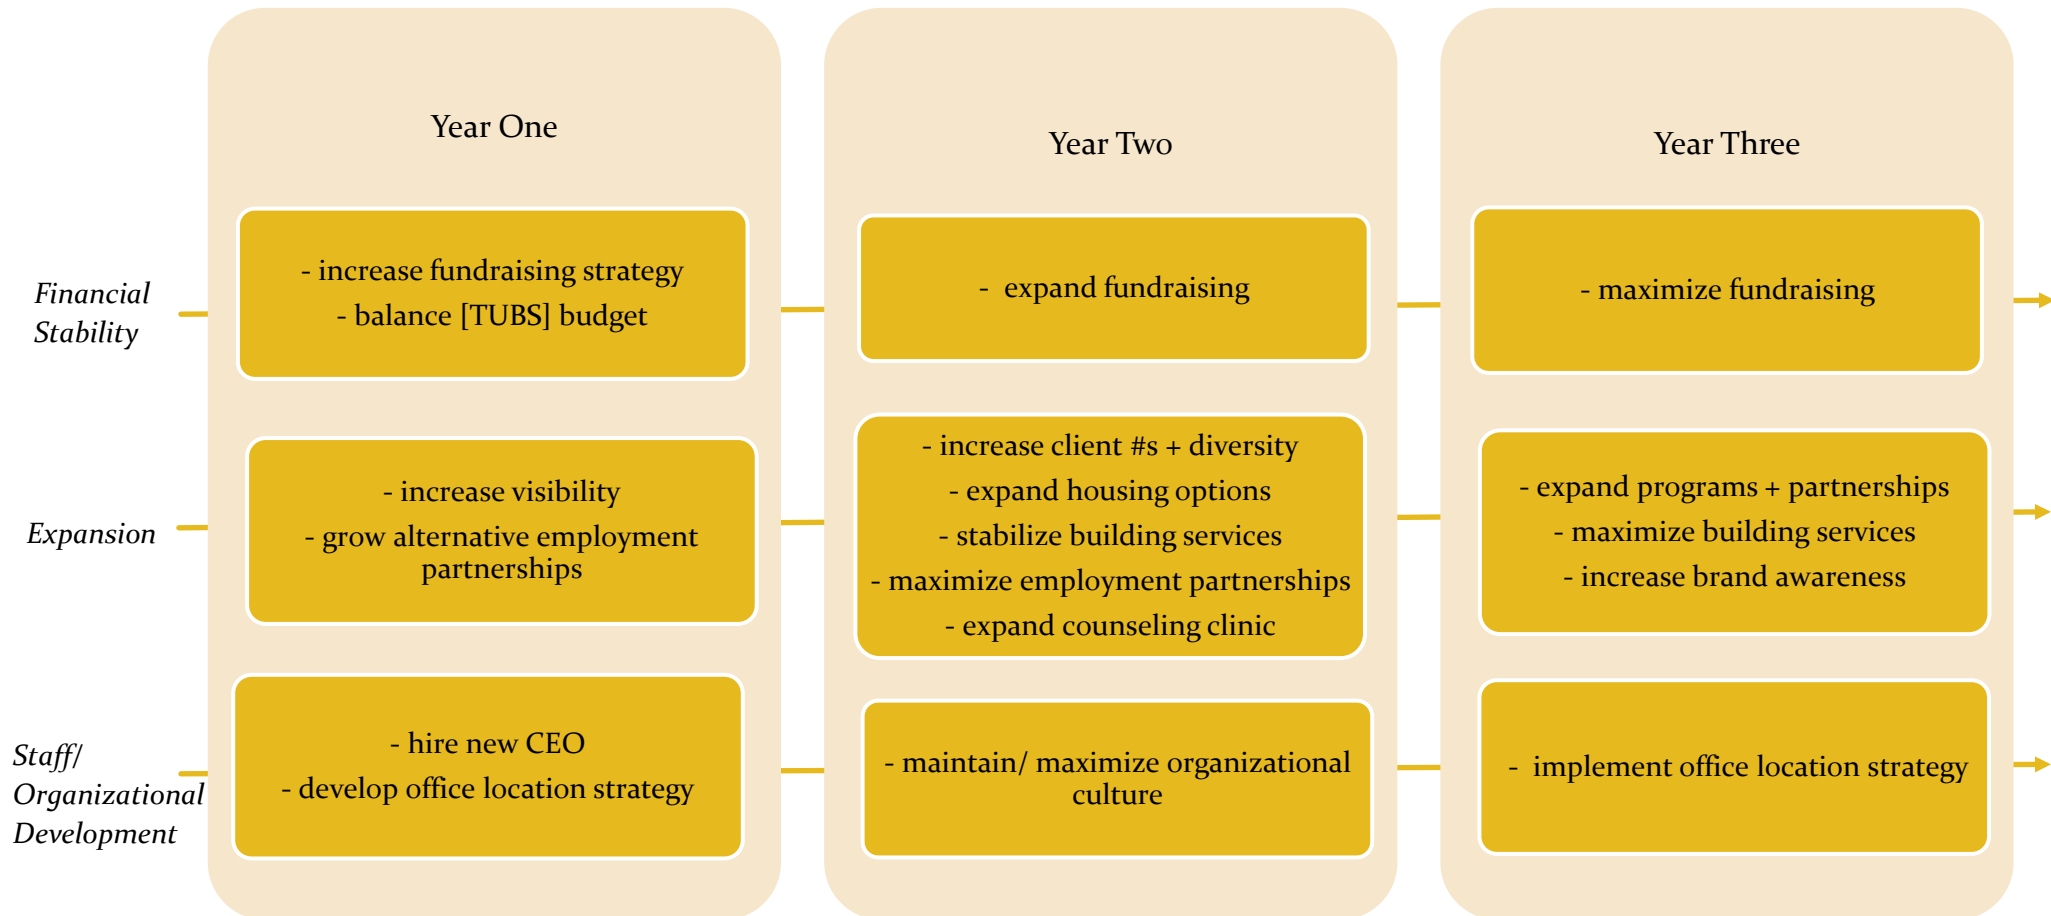 Year One
Year Two
Year Three
Financial
Stability
- increase fundraising strategy
- balance [TUBS] budget
-  expand fundraising
- maximize fundraising
Expansion
- increase visibility
- grow alternative employment
partnerships
- increase client #s + diversity
- expand housing options
- stabilize building services
- maximize employment partnerships
- expand counseling clinic
- expand programs + partnerships
- maximize building services
- increase brand awareness
Staff/
Organizational
Development
- hire new CEO
- develop office location strategy
- maintain/ maximize organizational
culture
-  implement office location strategy